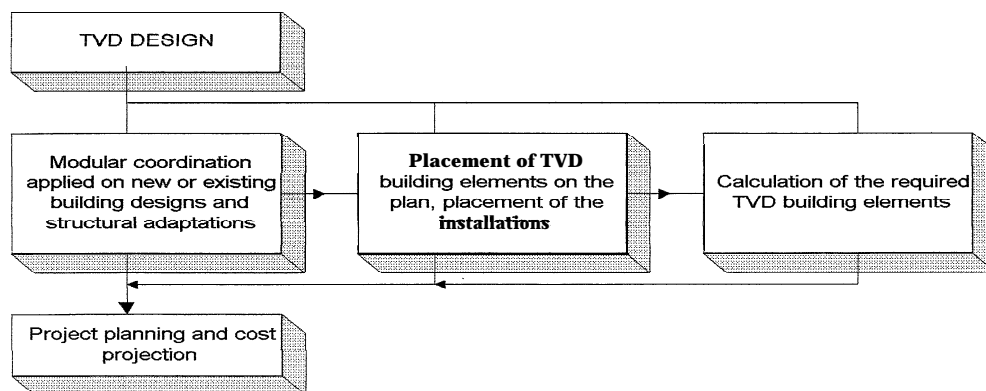 TVD DESIGN
Modular coordination
applied on new or existing
building designs and
structural adaptations
Placement of TVD
building elements on the
plan, placement of the
installations
Calculation of the required
TVD building elements
Project planning and cost
projection